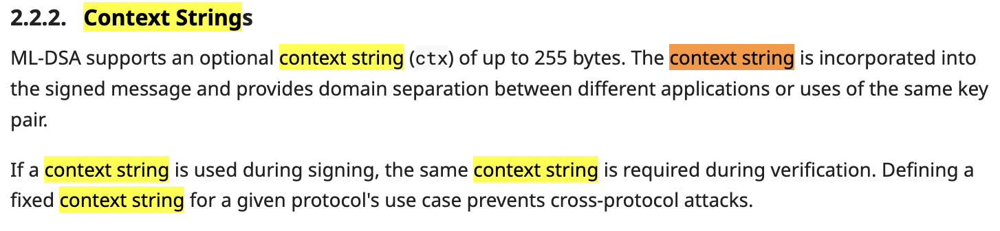 2.2.2. Context Strings
ML-DSA supports an optional context string (ctx) of up to 255 bytes. The context string is incorporated into
the signed message and provides domain separation between different applications or uses of the same key
pair.
If a context string is used during signing, the same context string is required during verification. Defining a
fixed context string for a given protocol's use case prevents cross-protocol attacks.